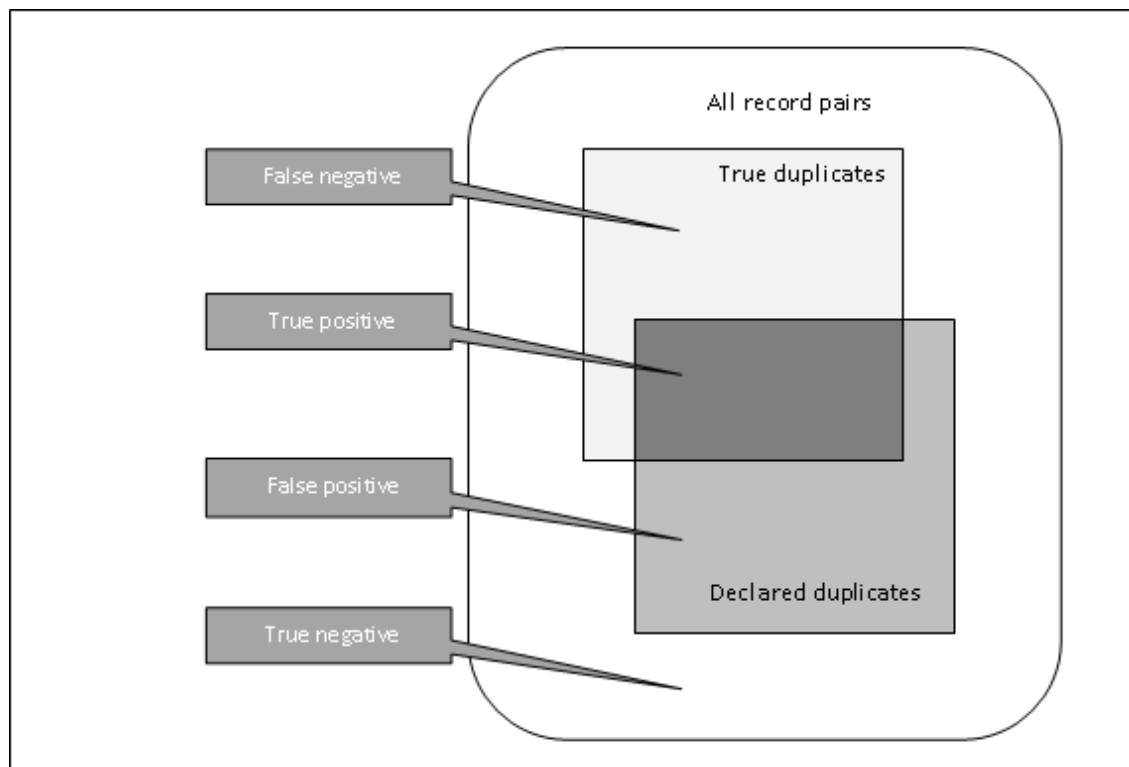 All record pairs
True duplicates
False negative
True positive
False positive
Declared duplicates
True negative